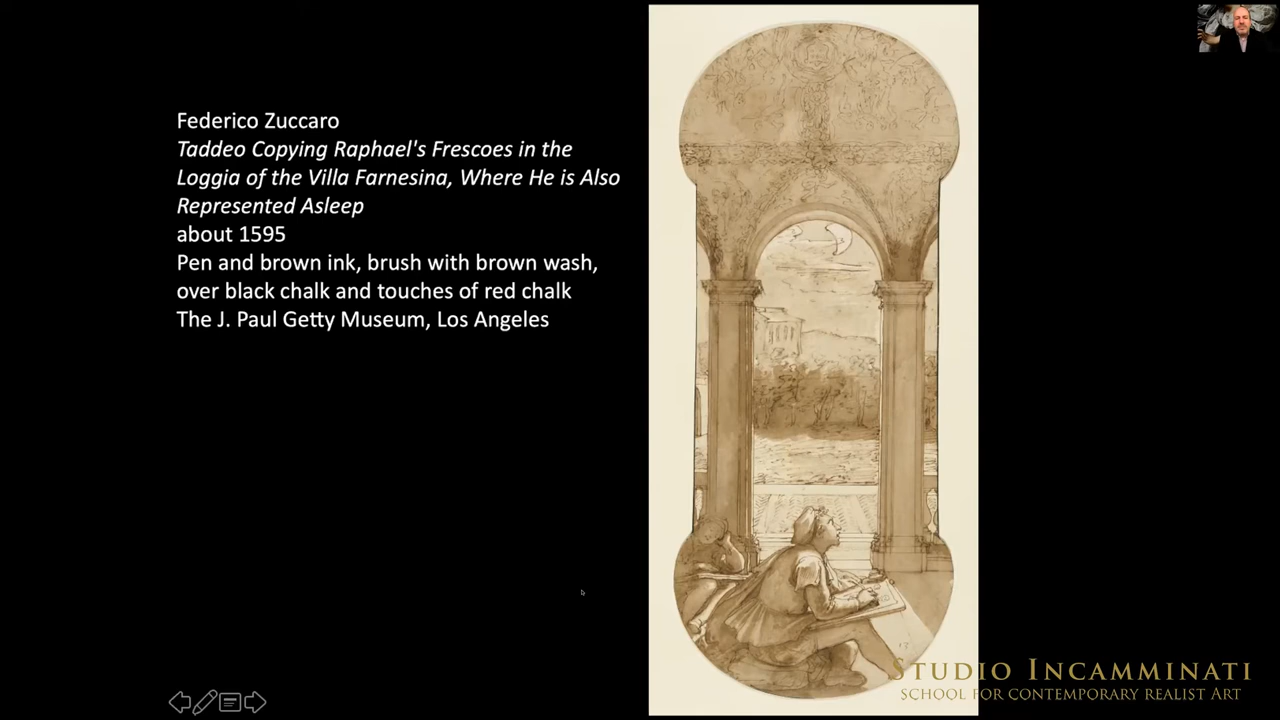 Federico Zuccaro
Taddeo Copying Raphael's Frescoes in the
Loggia of the Villa Farnesina, Where He is Also
Represented Asleep
about 1595
Pen and brown ink, brush with brown wash,
over black chalk and touches of red chalk
The J. Paul Getty Museum, Los Angeles
STUDIO INCAMMINATI
SCHOOL FOR CONTEMPORARY REALIST ART